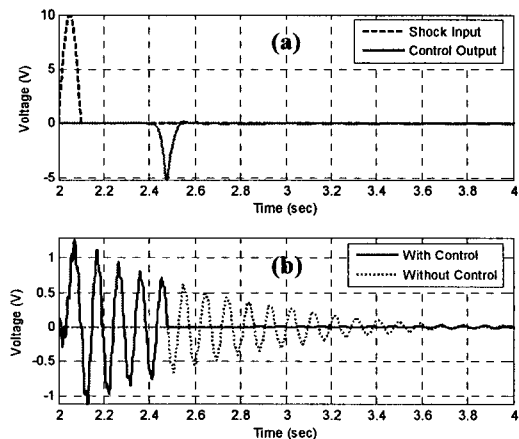 (a)
Shock Input
Control Output
Voltage (V)
10
5
0
-5
2 2.2 2.4 2.6 2.8 3 3.2 3.4 3.6 3.8 4
Time (sec)
(b)
With Control
Without Control
Voltage (V)
1
0.5
0
-0.5
-1
2 2.2 2.4 2.6 2.8 3 3.2 3.4 3.6 3.8 4
Time (sec)